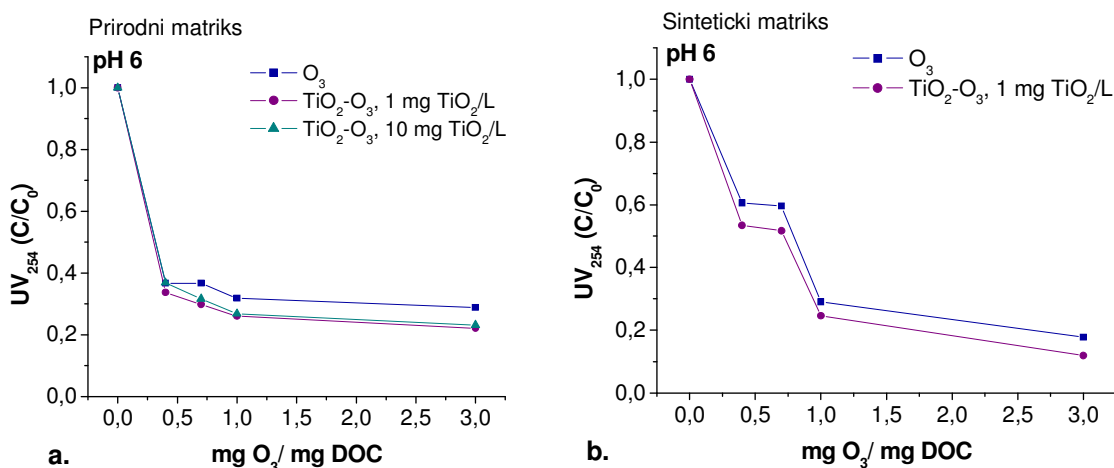 Prirodni matriks
pH 6
O₃
TiO₂-O₃, 1 mg TiO₂/L
TiO₂-O₃, 10 mg TiO₂/L
UV₂₅₄ (C/C₀)
1,0
0,8
0,6
0,4
0,2
0,0
0,0 0,5 1,0 1,5 2,0 2,5 3,0
mg O₃/ mg DOC
a.
Sinteticki matriks
pH 6
O₃
TiO₂-O₃, 1 mg TiO₂/L
UV₂₅₄ (C/C₀)
1,0
0,8
0,6
0,4
0,2
0,0
0,0 0,5 1,0 1,5 2,0 2,5 3,0
mg O₃/ mg DOC
b.